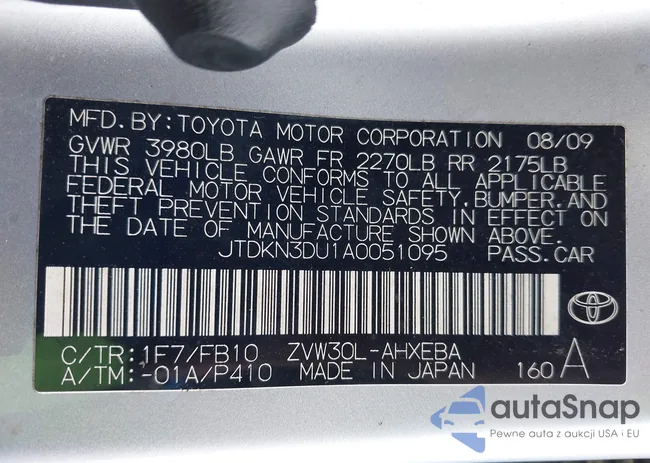 MFD.BY:TOYOTA MOTOR CORPORATION 08/09
GVWR 3980LB GAWR FR 2270LB RR 2175LB
THIS VEHICLE CONFORMS TO ALL APPLICABLE
FEDERAL MOTOR VEHICLE SAFETY,BUMPER,AND
THEFT PREVENTION STANDARDS IN EFFECT ON
THE DATE OF MANUFACTURE SHOWN ABOVE.
JTDKN3DU1A0051095 PASS.CAR
C/TR:1F7/FB10 ZVW30L-AHXEBA
A/TM:-01A/P410 MADE IN JAPAN 160 A
autaSnap
Pewne auta z aukcji USA i EU